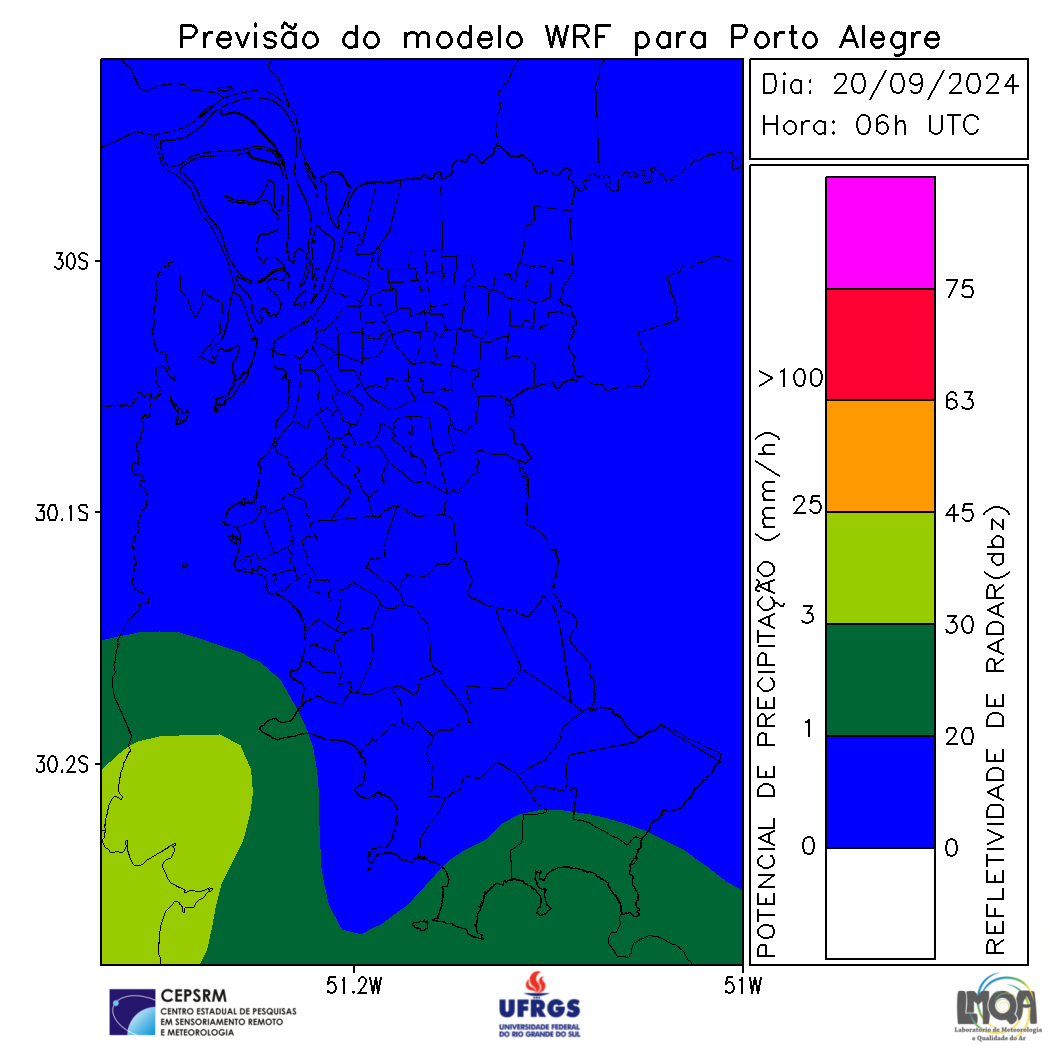 Previsão do modelo WRF para Porto Alegre
Dia: 20/09/2024
Hora: 06h UTC
30S
30.1S
30.2S
51.2W
51W
POTENCIAL DE PRECIPITAÇÃO (mm/h)
>100
25
3
1
0
75
63
45
30
20
0
REFLETIVIDADE DE RADAR(dbz)
CEPSRM
CENTRO ESTADUAL DE PESQUISAS
EM SENSORIAMENTO REMOTO
E METEOROLOGIA
UFRGS
UNIVERSIDADE FEDERAL
DO RIO GRANDE DO SUL
LMQA
Laboratório de Meteorologia
e Qualidade do Ar